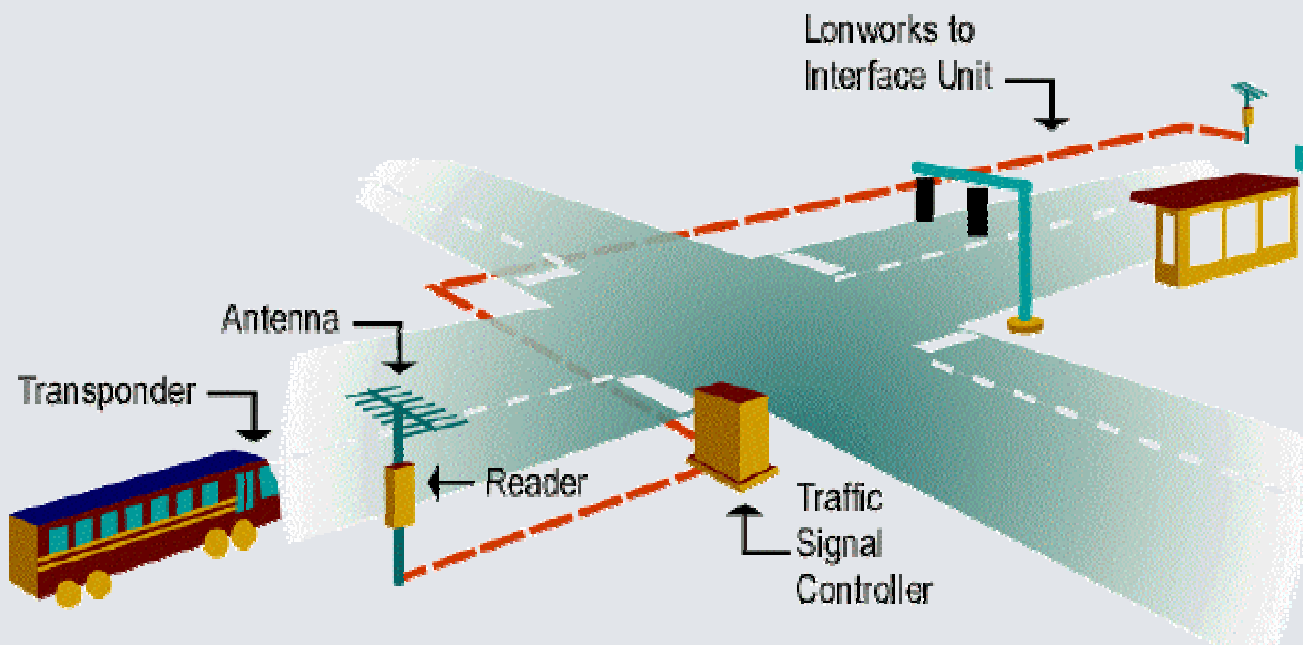 Lonworks to
Interface Unit
Antenna
Transponder
Reader
Traffic
Signal
Controller